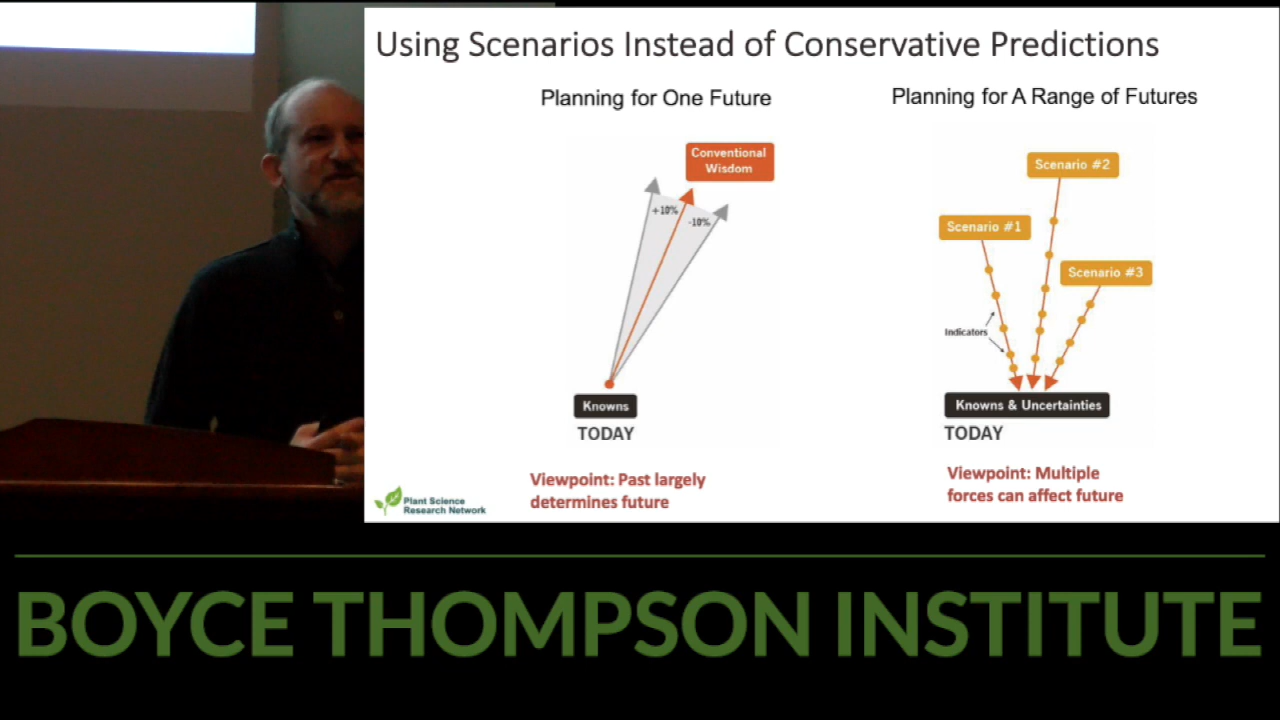 Using Scenarios Instead of Conservative Predictions
Planning for One Future
Conventional
Wisdom
+10%
-10%
Knowns
TODAY
Viewpoint: Past largely
determines future
Planning for A Range of Futures
Scenario #2
Scenario #1
Scenario #3
Indicators
Knowns & Uncertainties
TODAY
Viewpoint: Multiple
forces can affect future
Plant Science
Research Network
BOYCE THOMPSON INSTITUTE